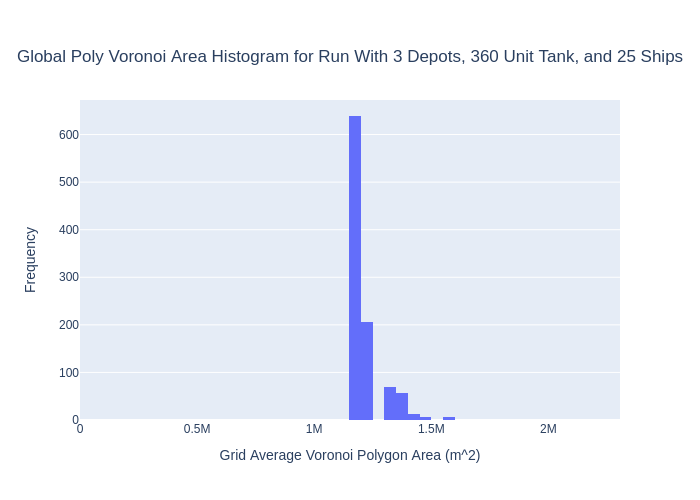 Global Poly Voronoi Area Histogram for Run With 3 Depots, 360 Unit Tank, and 25 Ships
600
500
400
300
200
100
0
0 0.5M 1M 1.5M 2M
Frequency
Grid Average Voronoi Polygon Area (m^2)